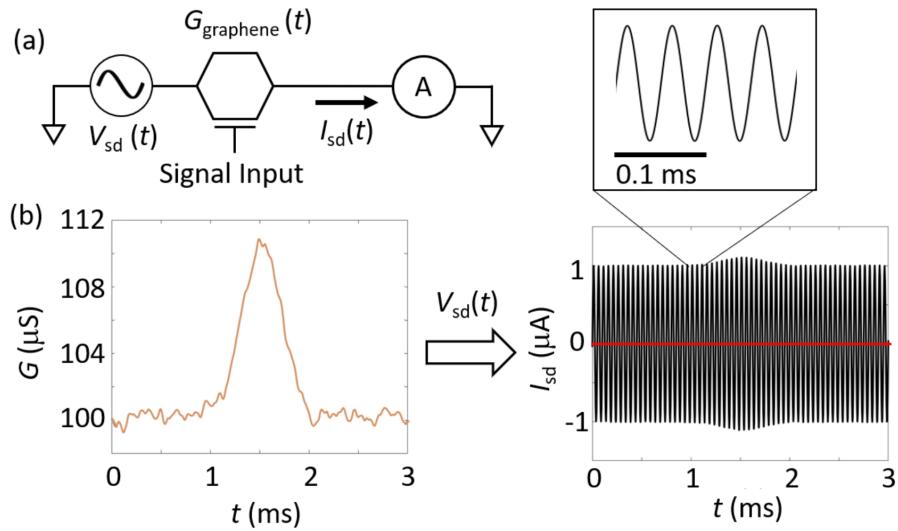 (a)
G_graphene (t)
V_sd (t)
I_sd(t)
A
Signal Input
0.1 ms
(b)
112
108
104
100
G (μS)
0
1
2
3
t (ms)
V_sd(t)
1
0
-1
I_sd (μA)
0
1
2
3
t (ms)